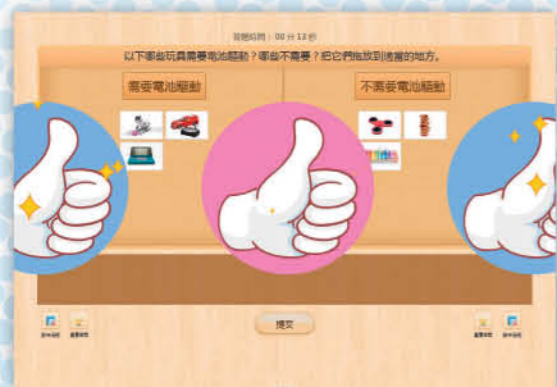 答題時間：00 分 13 秒
以下哪些玩具需要電池驅動？哪些不需要？把它們拖放到適當的地方。
需要電池驅動
不需要電池驅動
提交